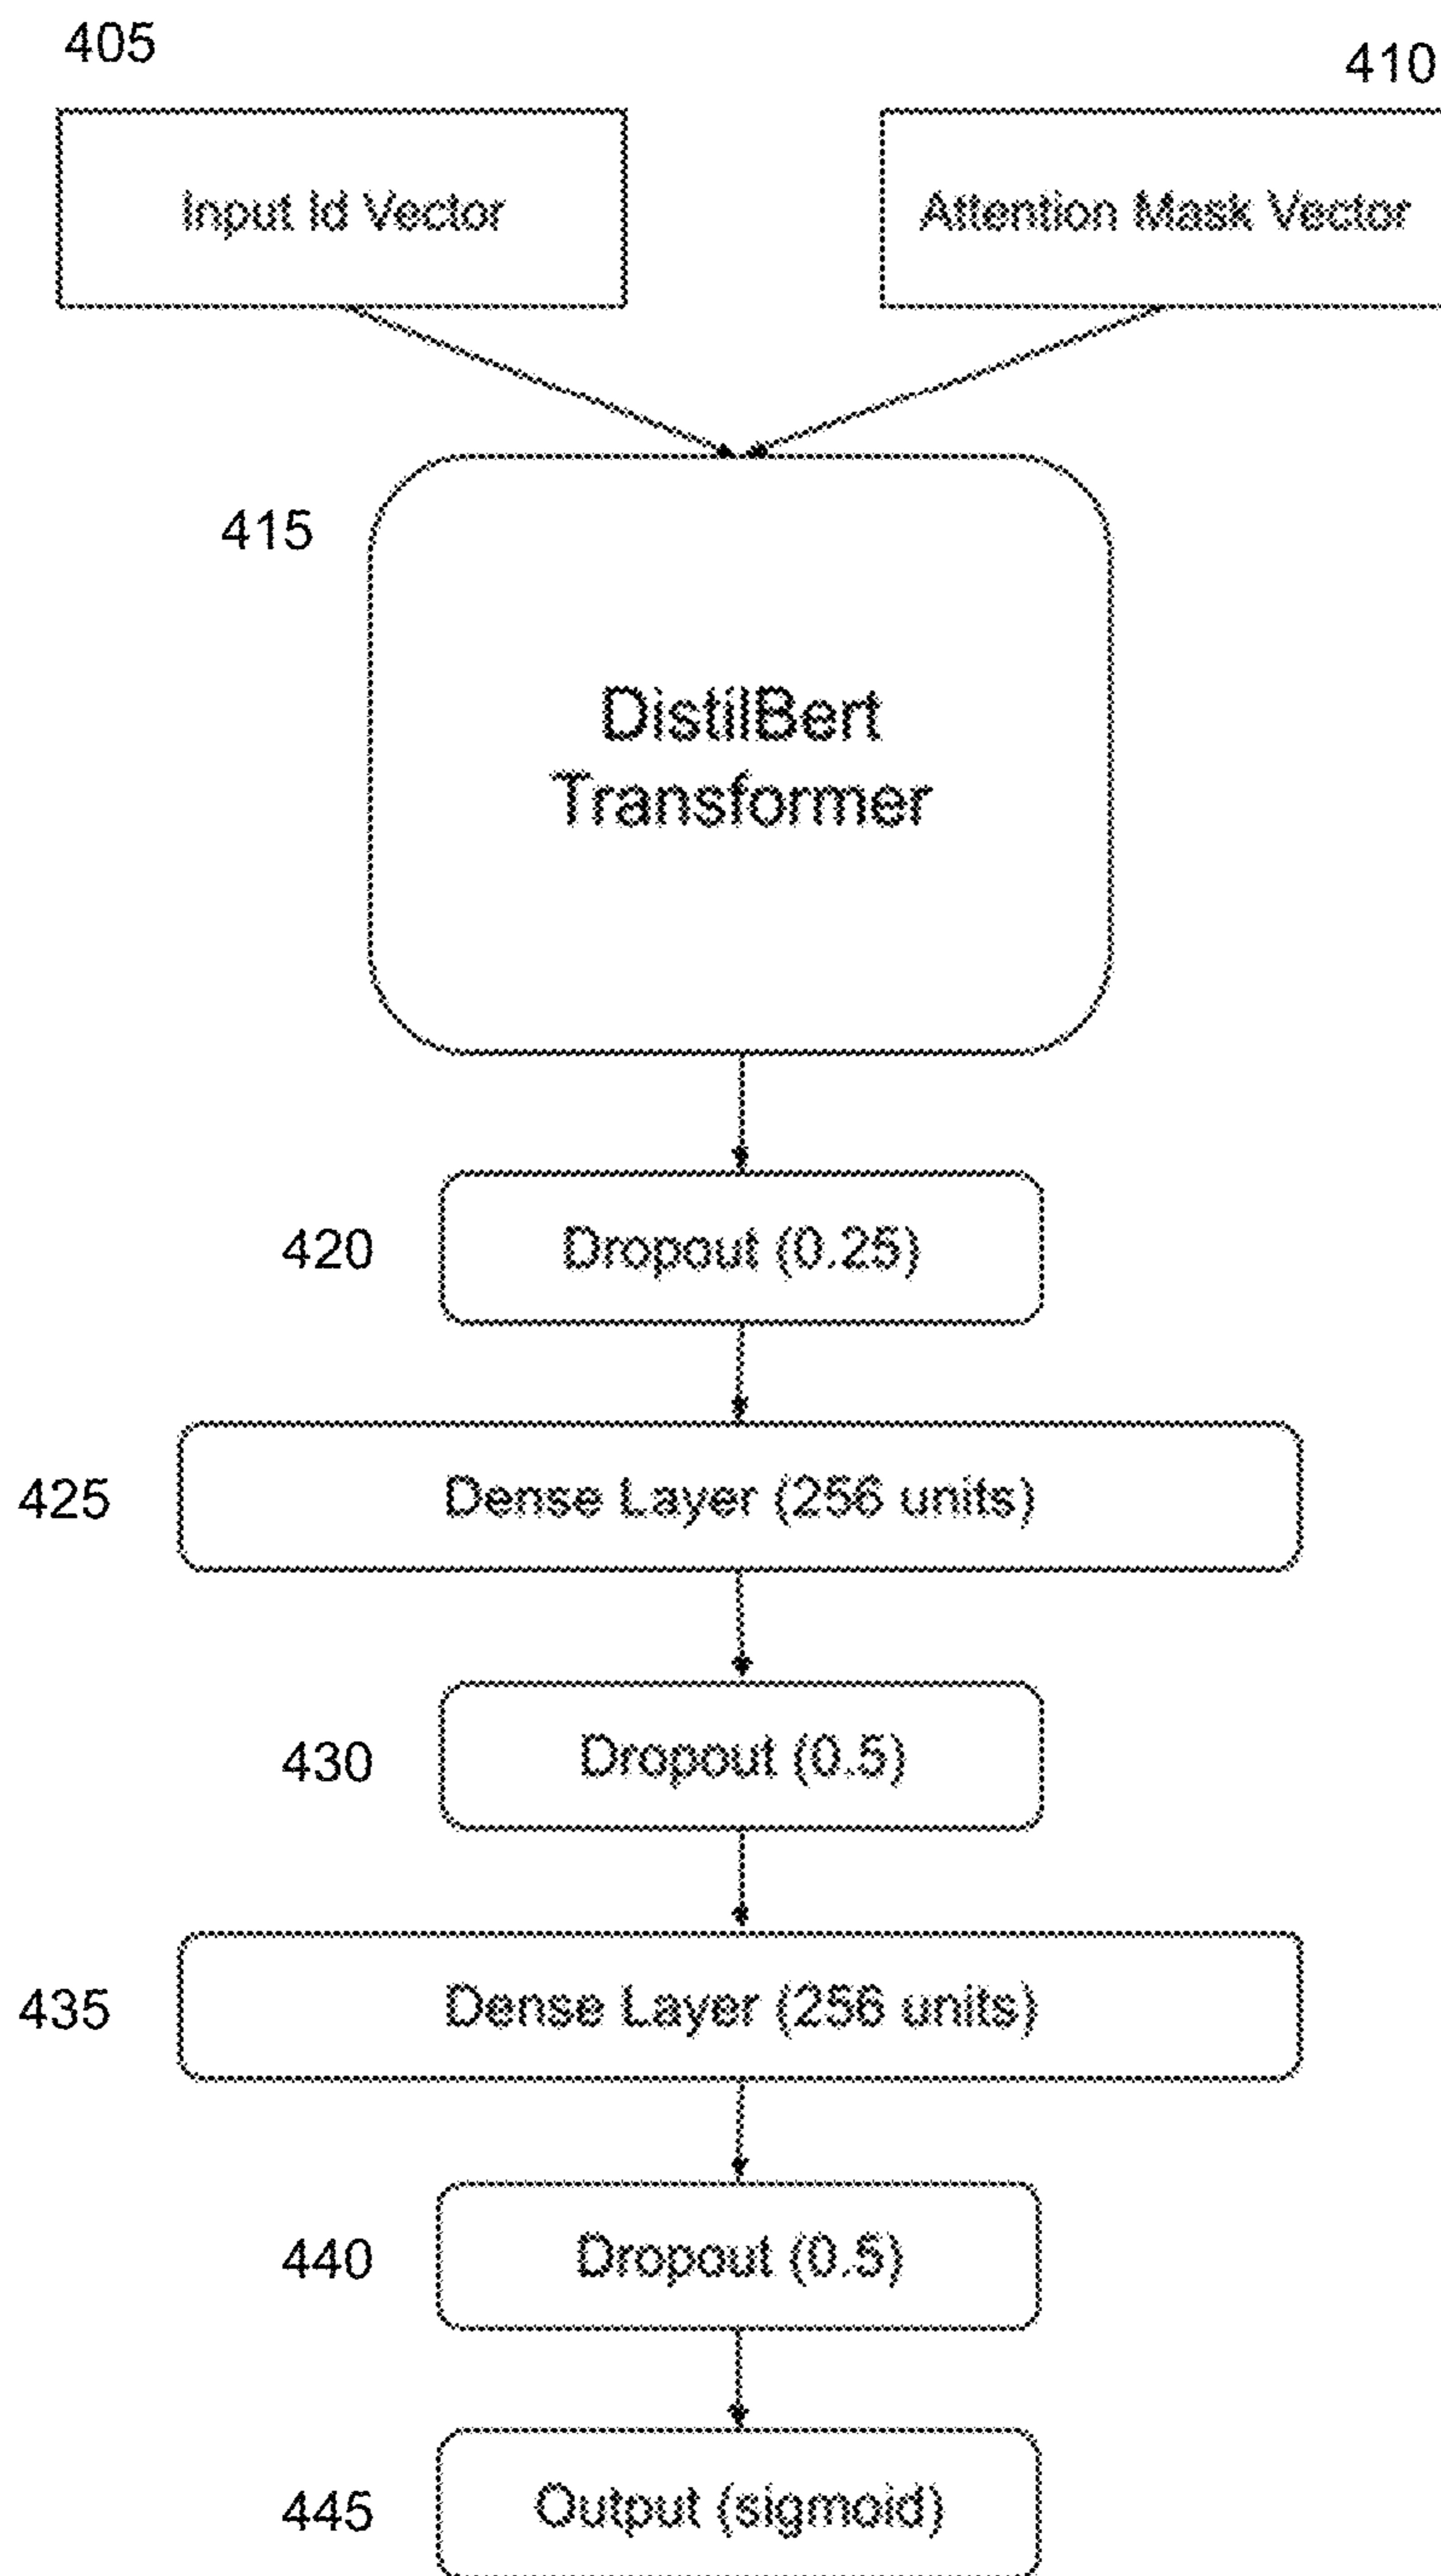 405
410
Input Id Vector
Attention Mask Vector
415
DistilBert
Transformer
420
Dropout (0.25)
425
Dense Layer (256 units)
430
Dropout (0.5)
435
Dense Layer (256 units)
440
Dropout (0.5)
445
Output (sigmoid)